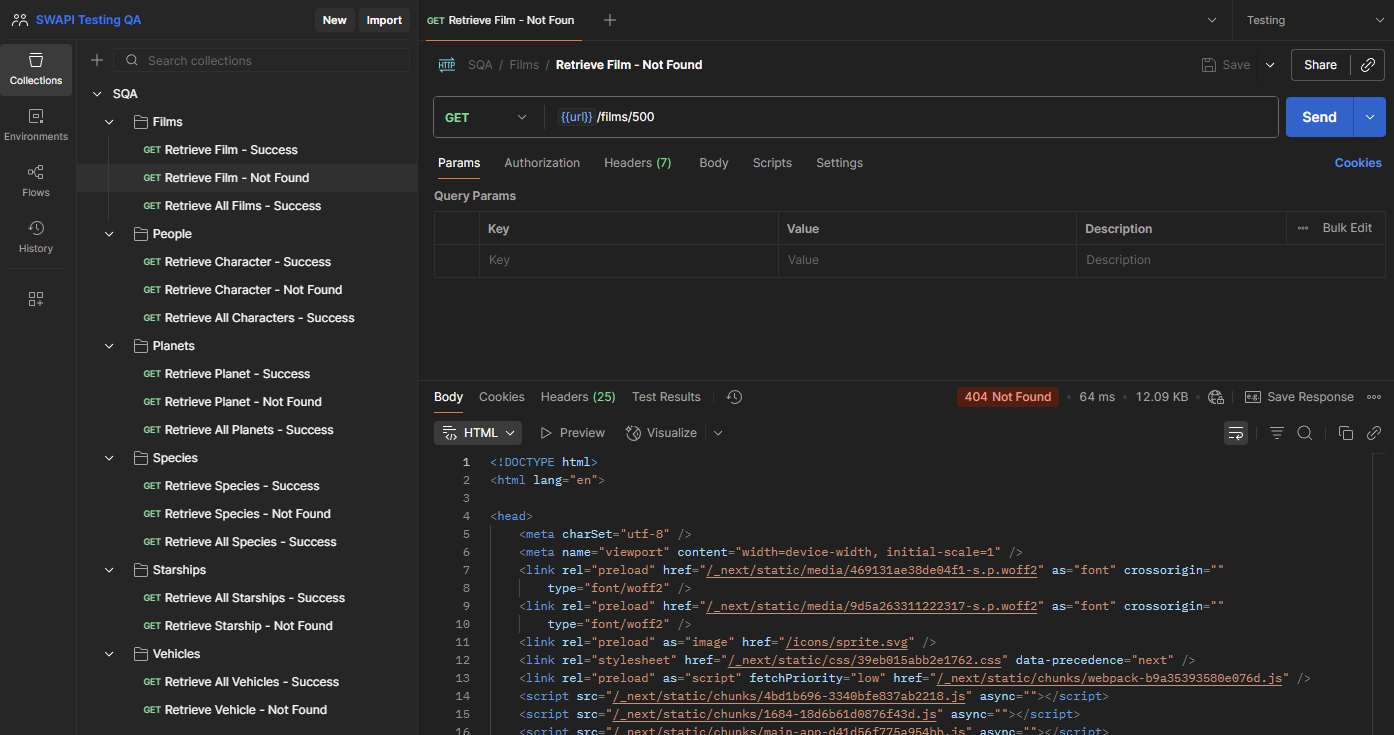 SWAPI Testing QA
New
Import
GET Retrieve Film - Not Foun
Testing
Collections
Environments
Flows
History
Search collections
SQA
Films
GET Retrieve Film - Success
GET Retrieve Film - Not Found
GET Retrieve All Films - Success
People
GET Retrieve Character - Success
GET Retrieve Character - Not Found
GET Retrieve All Characters - Success
Planets
GET Retrieve Planet - Success
GET Retrieve Planet - Not Found
GET Retrieve All Planets - Success
Species
GET Retrieve Species - Success
GET Retrieve Species - Not Found
GET Retrieve All Species - Success
Starships
GET Retrieve All Starships - Success
GET Retrieve Starship - Not Found
Vehicles
GET Retrieve All Vehicles - Success
GET Retrieve Vehicle - Not Found
HTTP SQA / Films / Retrieve Film - Not Found
Save
Share
GET {{url}} /films/500
Send
Params Authorization Headers (7) Body Scripts Settings Cookies
Query Params
Key Value Description Bulk Edit
Key Value Description
Body Cookies Headers (25) Test Results 404 Not Found • 64 ms • 12.09 KB • e.g. Save Response
HTML Preview Visualize
1 <!DOCTYPE html>
2 <html lang="en">
3
4 <head>
5 <meta charSet="utf-8" />
6 <meta name="viewport" content="width=device-width, initial-scale=1" />
7 <link rel="preload" href="/_next/static/media/469131ae38de04f1-s.p.woff2" as="font" crossorigin=""
8 type="font/woff2" />
9 <link rel="preload" href="/_next/static/media/9d5a263311222317-s.p.woff2" as="font" crossorigin=""
10 type="font/woff2" />
11 <link rel="preload" as="image" href="/icons/sprite.svg" />
12 <link rel="stylesheet" href="/_next/static/css/39eb015abb2e1762.css" data-precedence="next" />
13 <link rel="preload" as="script" fetchPriority="low" href="/_next/static/chunks/webpack-b9a35393580e076d.js" />
14 <script src="/_next/static/chunks/4bd1b696-3340bfe837ab2218.js" async=""></script>
15 <script src="/_next/static/chunks/1684-18d6b61d0876f43d.js" async=""></script>
16 <script src="/_next/static/chunks/main-app-d41d56f775a954bb.js" async=""></script>